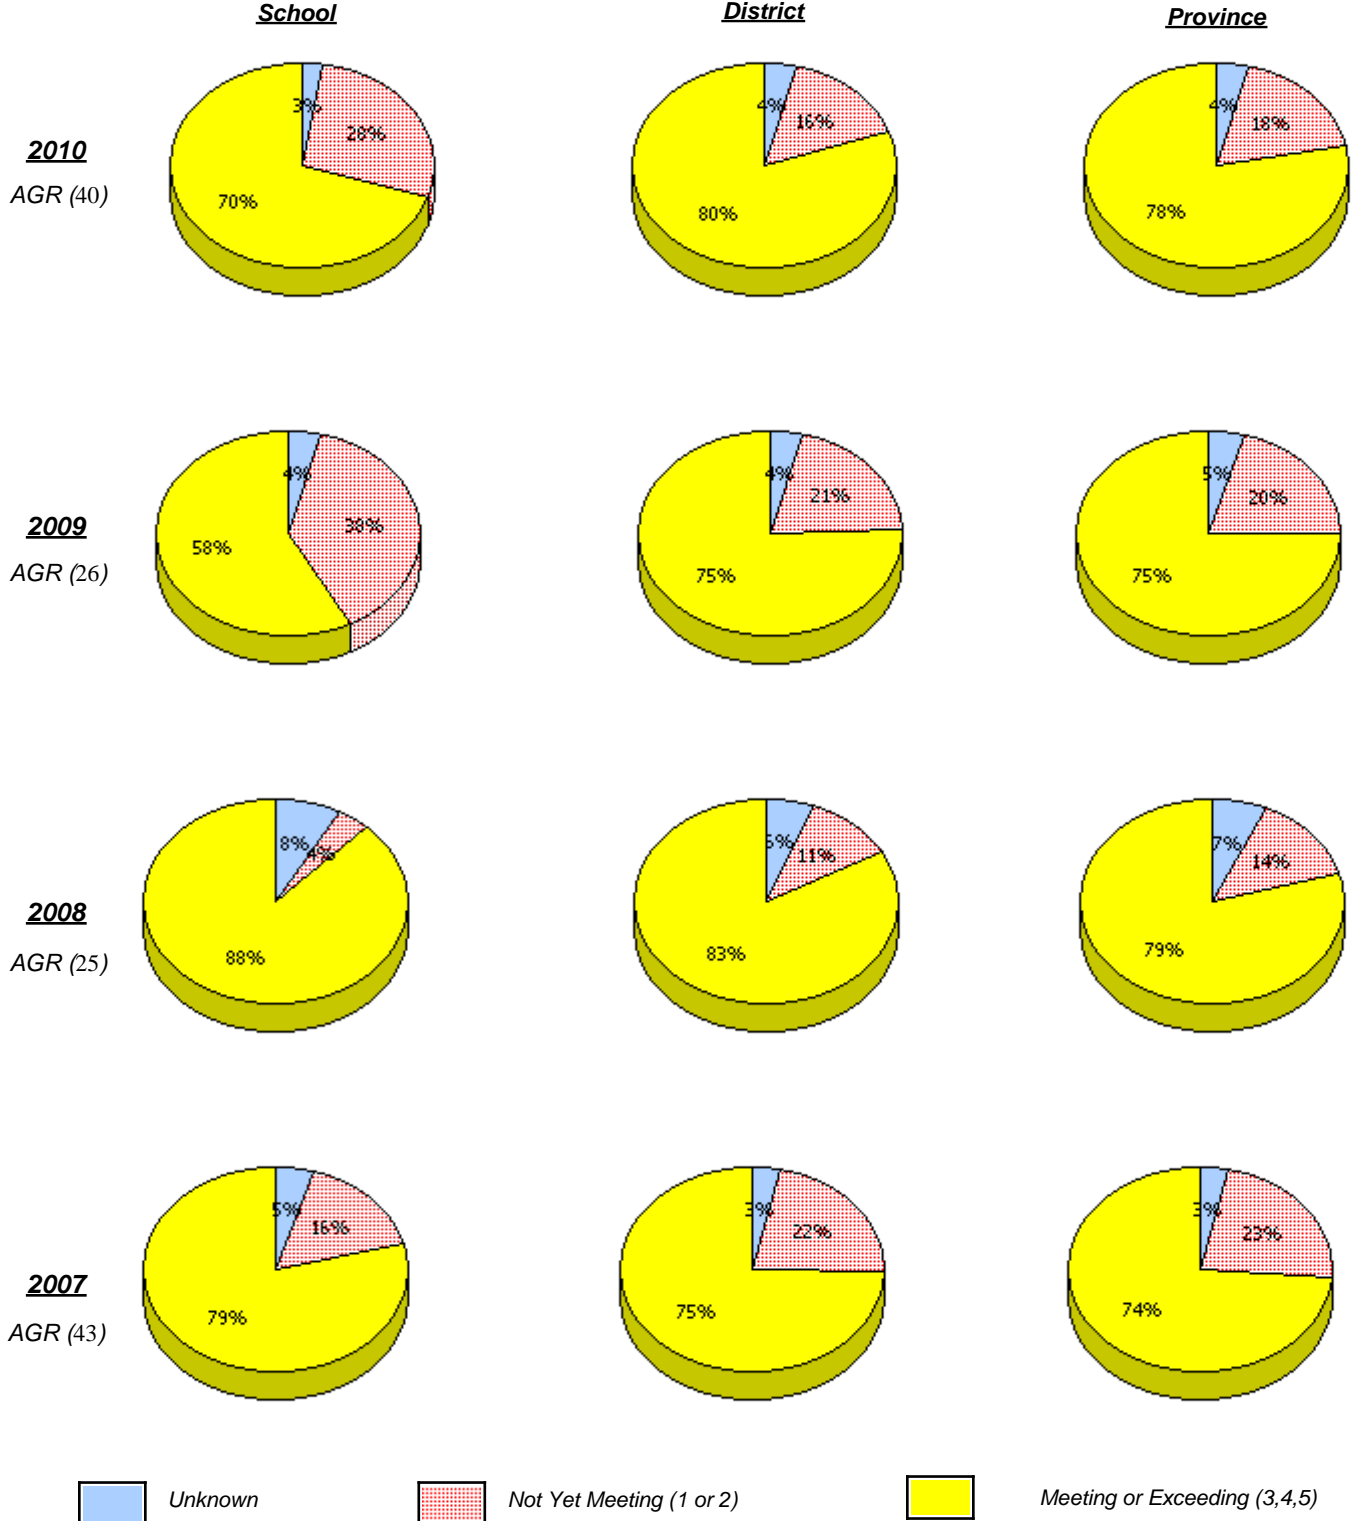 School District Province
3% 4% 4%
28% 16% 18%
2010
AGR (40)
70% 80% 78%
4% 4% 5%
38% 21% 20%
2009
58% 75% 75%
AGR (26)
8% 7%
4% 11% 14%
2008
88% 83% 79%
AGR (25)
5% 3% 3%
16% 22% 23%
2007
79% 75% 74%
AGR (43)
Unknown Not Yet Meeting (1 or 2) Meeting or Exceeding (3,4,5)